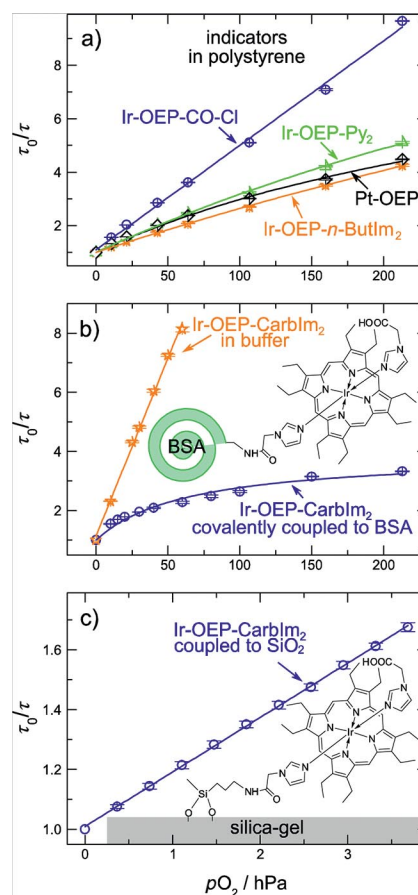 a)
indicators
in polystyrene
8
6
4
2
τ0/τ
Ir-OEP-CO-Cl
Ir-OEP-Py2
Pt-OEP
Ir-OEP-n-ButIm2
0
50
100
150
200
b)
8
6
4
2
τ0/τ
Ir-OEP-CarbIm2
in buffer
HOOC
N
N
N
N
N
Ir
N
N
N
BSA
N
H
O
Ir-OEP-CarbIm2
covalently coupled to BSA
0
50
100
150
200
c)
1.6
1.4
1.2
1.0
τ0/τ
Ir-OEP-CarbIm2
coupled to SiO2
HOOC
N
N
N
N
N
Ir
N
N
N
Si
NH
O
O
O
silica-gel
0
1
2
3
pO2 / hPa